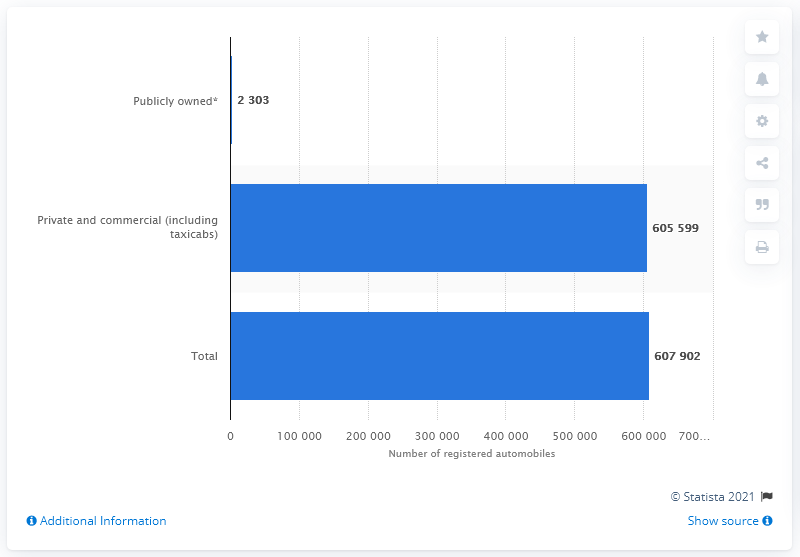 Publicly owned*
2 303
Private and commercial (including
taxicabs)
605 599
Total
607 902
0
100 000
200 000
300 000
400 000
500 000
600 000
700...
Number of registered automobiles
© Statista 2021
Additional Information
Show source